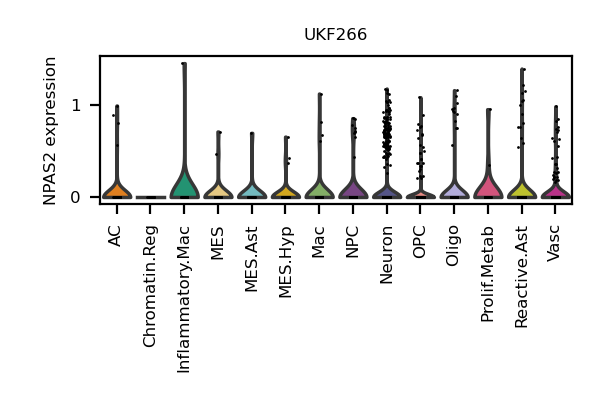 UKF266
NPAS2 expression
1
0
AC
Chromatin.Reg
Inflammatory.Mac
MES
MES.Ast
MES.Hyp
Mac
NPC
Neuron
OPC
Oligo
Prolif.Metab
Reactive.Ast
Vasc